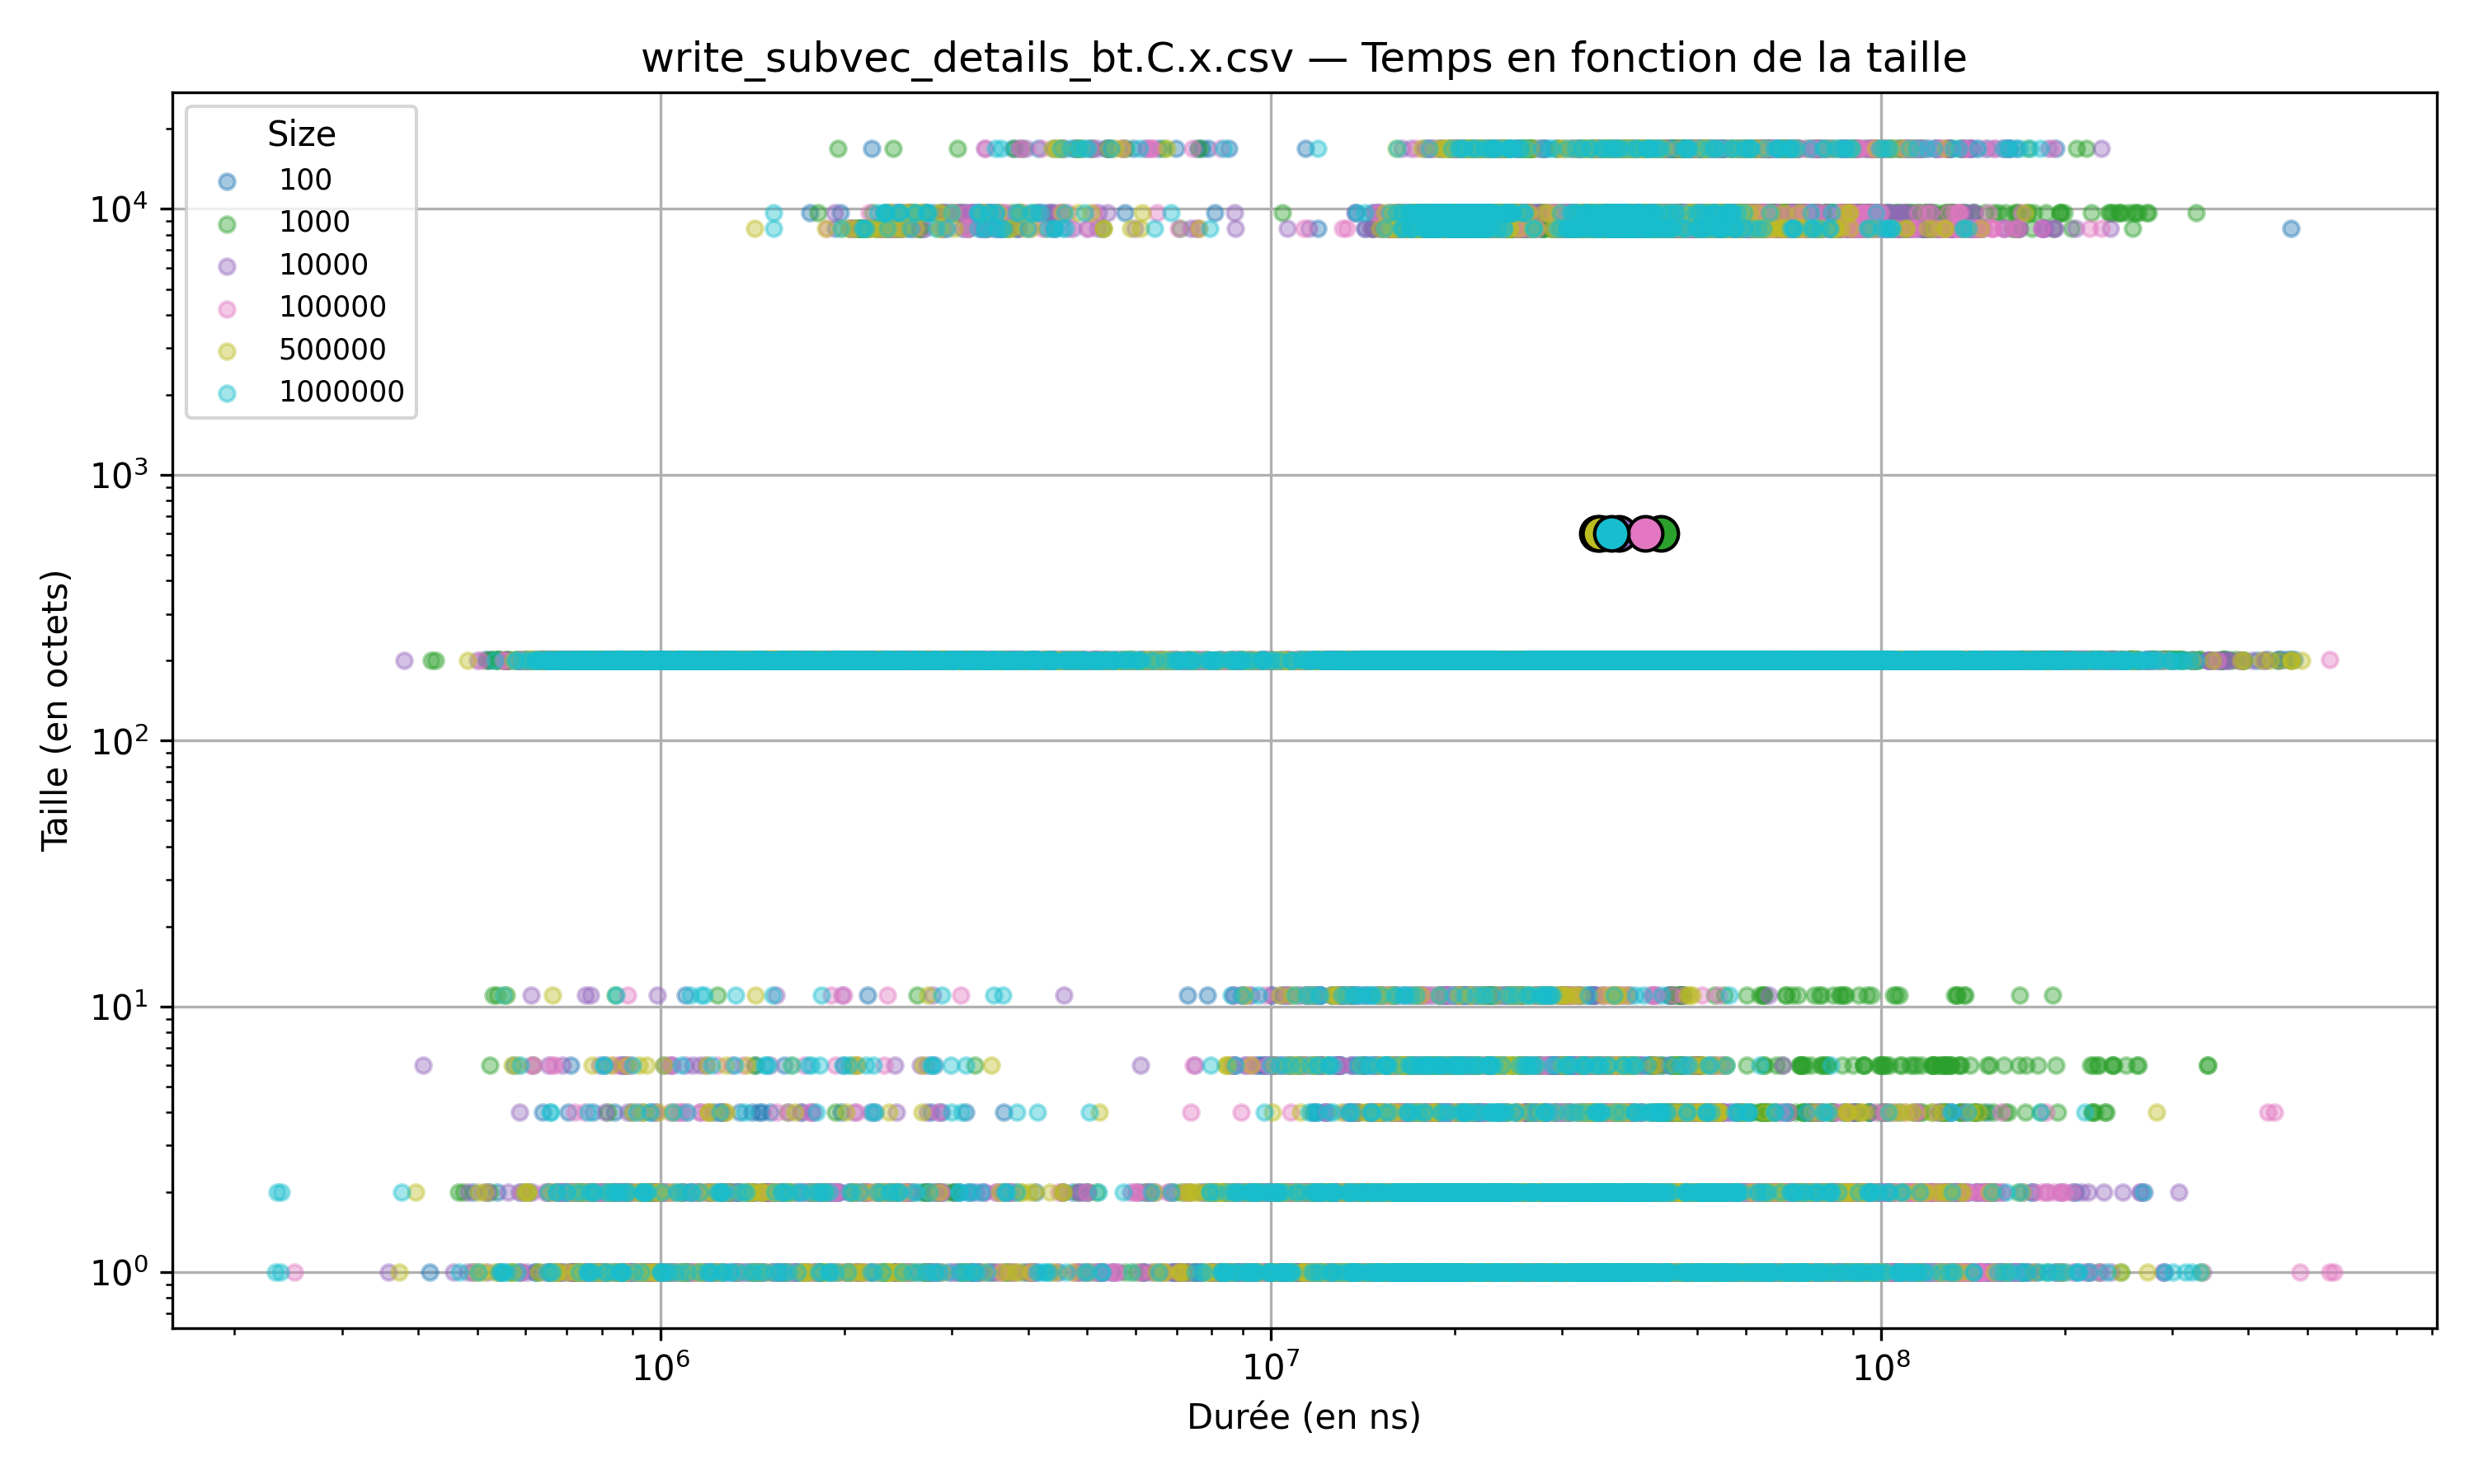 write_subvec_details_bt.C.x.csv — Temps en fonction de la taille
Size
100
1000
10000
100000
500000
1000000
Taille (en octets)
10⁴
10³
10²
10¹
10⁰
10⁶ 10⁷ 10⁸
Durée (en ns)